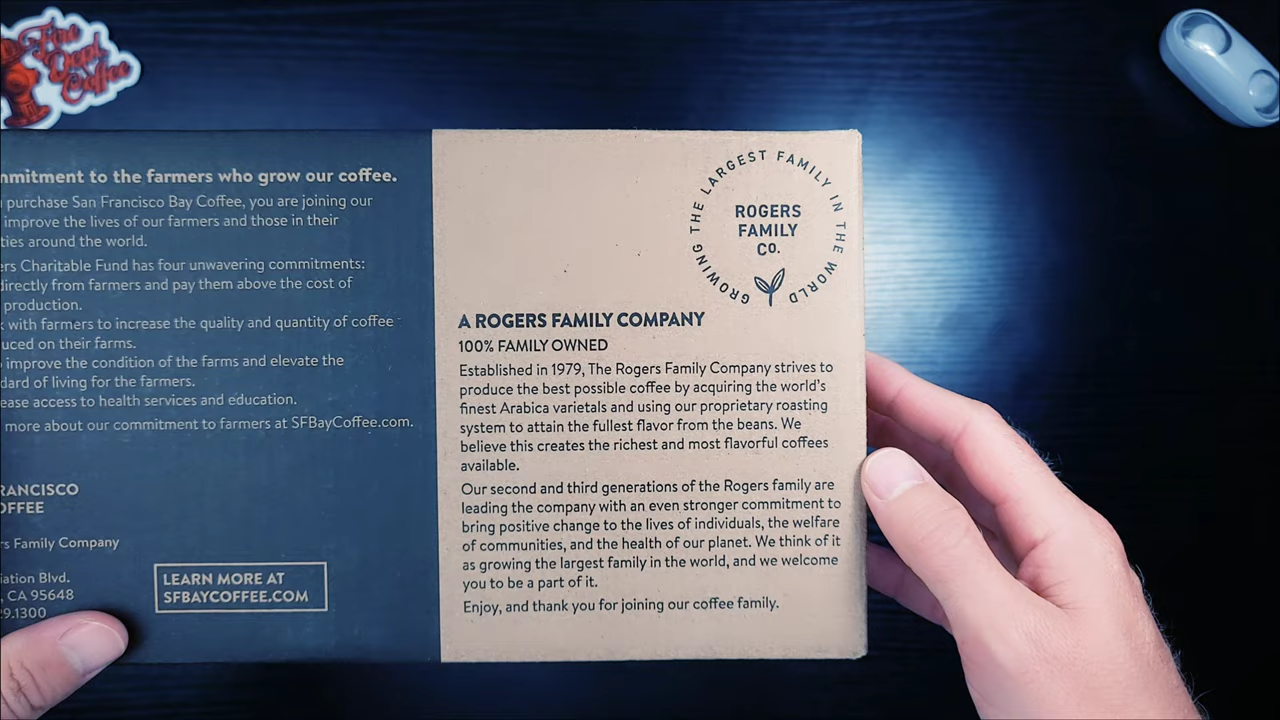 Fire
Dept
Coffee
mmitment to the farmers who grow our coffee.
purchase San Francisco Bay Coffee, you are joining our
improve the lives of our farmers and those in their
ties around the world.
ers Charitable Fund has four unwavering commitments:
directly from farmers and pay them above the cost of
production.
with farmers to increase the quality and quantity of coffee
uced on their farms.
improve the condition of the farms and elevate the
dard of living for the farmers.
ease access to health services and education.
more about our commitment to farmers at SFBayCoffee.com.
RANCISCO
OFFEE
rs Family Company
iation Blvd.
, CA 95648
29.1300
LEARN MORE AT
SFBAYCOFFEE.COM
GROWING THE LARGEST FAMILY IN THE WORLD
ROGERS
FAMILY
CO.
A ROGERS FAMILY COMPANY
100% FAMILY OWNED
Established in 1979, The Rogers Family Company strives to
produce the best possible coffee by acquiring the world's
finest Arabica varietals and using our proprietary roasting
system to attain the fullest flavor from the beans. We
believe this creates the richest and most flavorful coffees
available.
Our second and third generations of the Rogers family are
leading the company with an even stronger commitment to
bring positive change to the lives of individuals, the welfare
of communities, and the health of our planet. We think of it
as growing the largest family in the world, and we welcome
you to be a part of it.
Enjoy, and thank you for joining our coffee family.